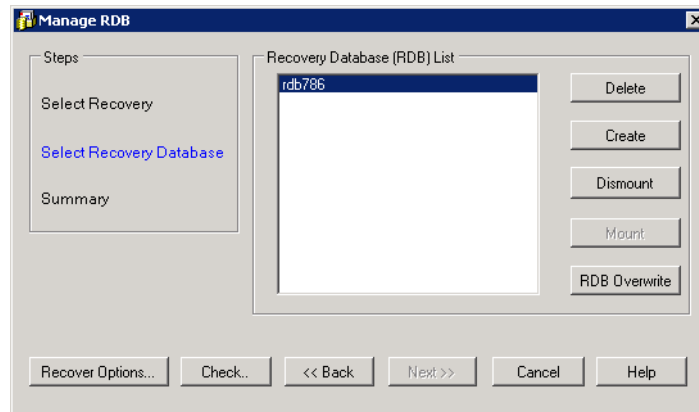 Manage RDB
Steps
Select Recovery
Select Recovery Database
Summary
Recovery Database (RDB) List
rdb786
Delete
Create
Dismount
Mount
RDB Overwrite
Recover Options...
Check..
<< Back
Next >>
Cancel
Help